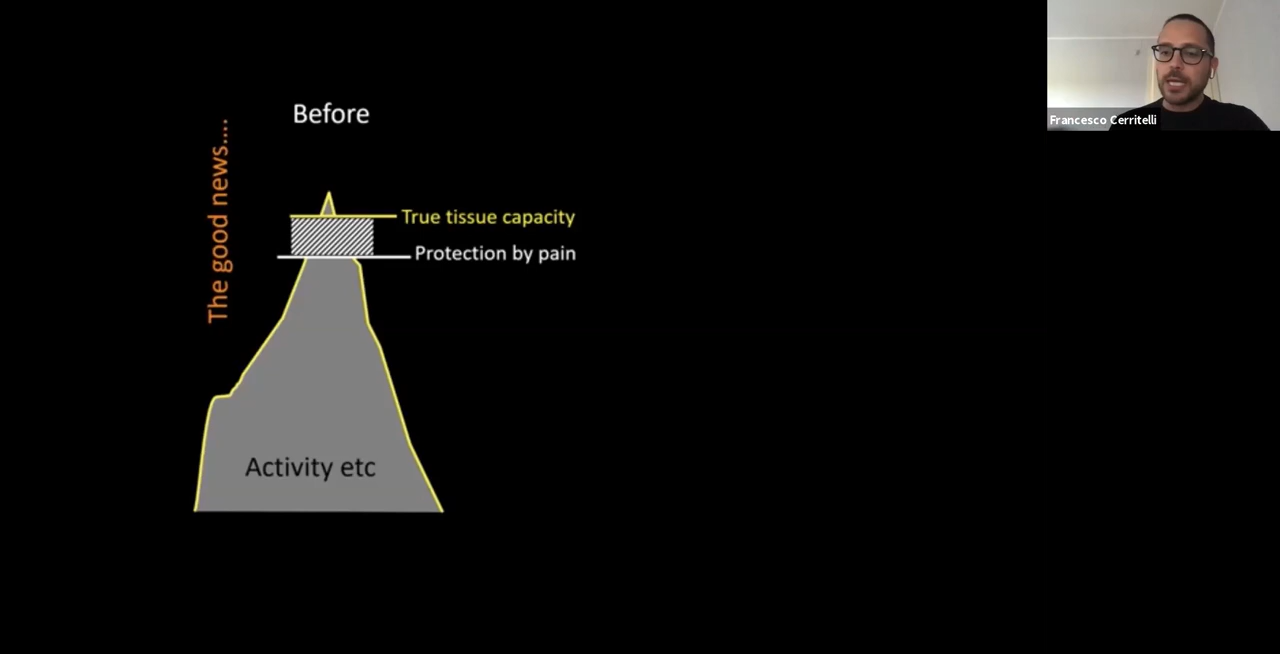 The good news....
Before
True tissue capacity
Protection by pain
Activity etc
Francesco Cerritelli